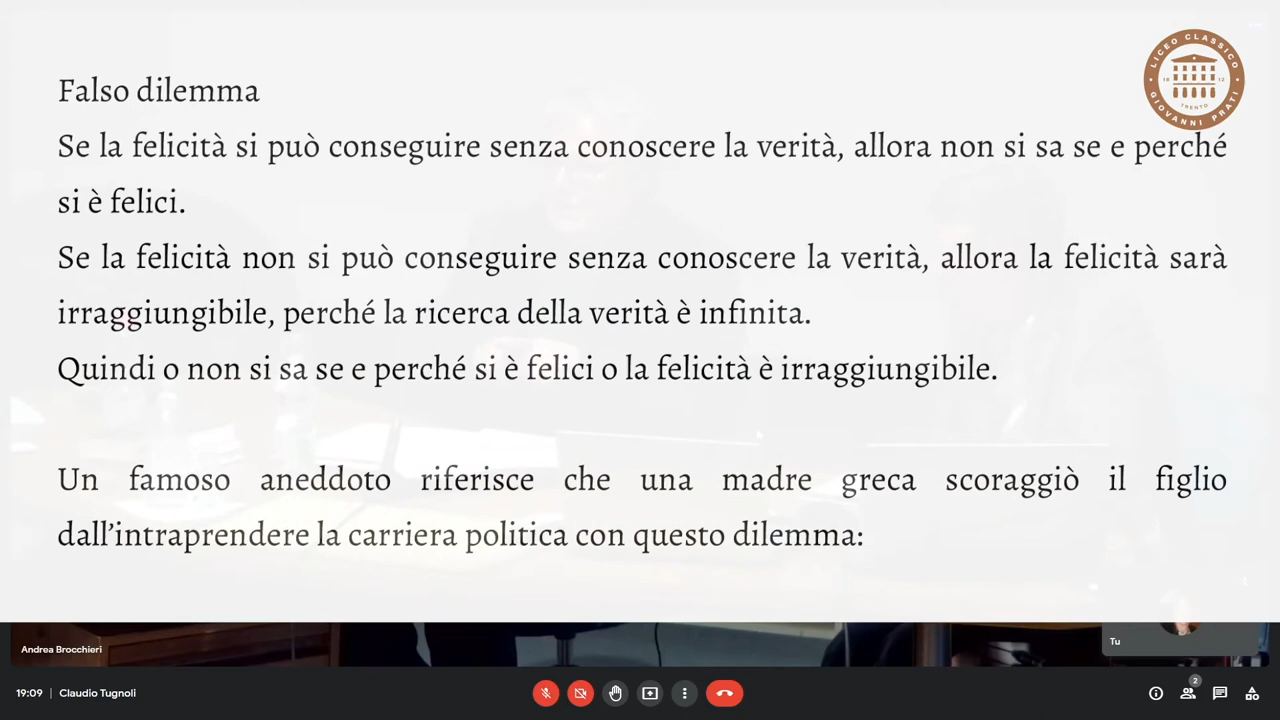 Falso dilemma
Se la felicità si può conseguire senza conoscere la verità, allora non si sa se e perché
si è felici.
Se la felicità non si può conseguire senza conoscere la verità, allora la felicità sarà
irraggiungibile, perché la ricerca della verità è infinita.
Quindi o non si sa se e perché si è felici o la felicità è irraggiungibile.
Un famoso aneddoto riferisce che una madre greca scoraggiò il figlio
dall’intraprendere la carriera politica con questo dilemma:
LICEO CLASSICO
18 12
TRENTO
GIOVANNI PRATI
Andrea Brocchieri
Tu
19:09 | Claudio Tugnoli
2